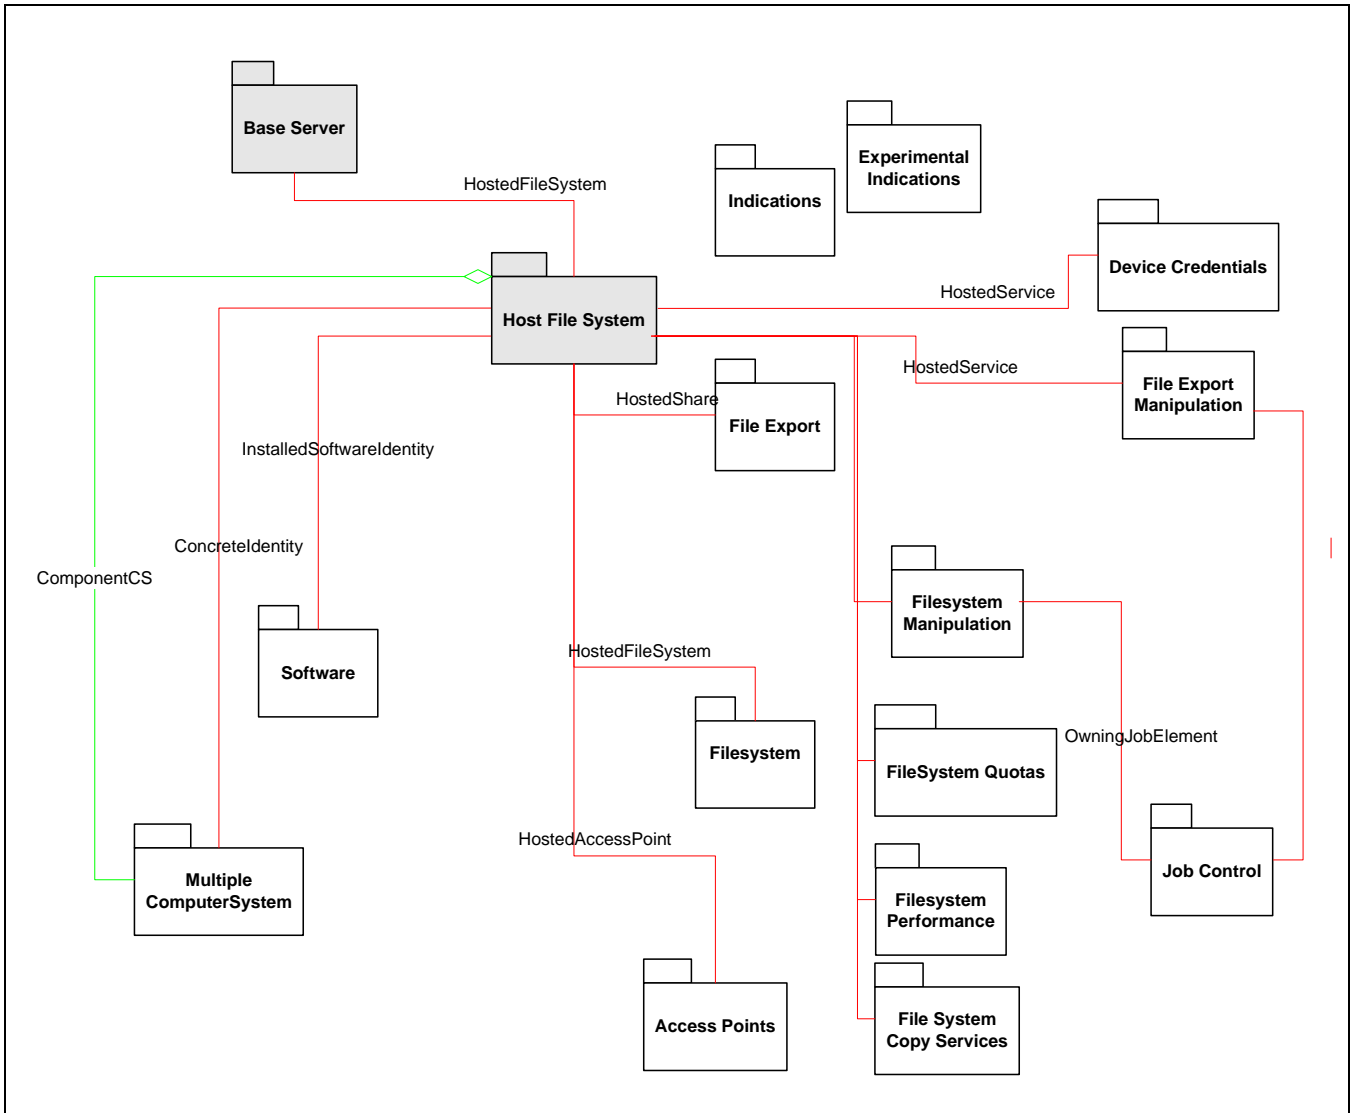 Base Server
Experimental
Indications
HostedFileSystem
Indications
Device Credentials
HostedService
Host File System
HostedService
File Export
Manipulation
HostedShare
File Export
InstalledSoftwareIdentity
ConcreteIdentity
ComponentCS
Filesystem
Manipulation
HostedFileSystem
Software
OwningJobElement
Filesystem
FileSystem Quotas
HostedAccessPoint
Job Control
Multiple
ComputerSystem
Filesystem
Performance
Access Points
File System
Copy Services